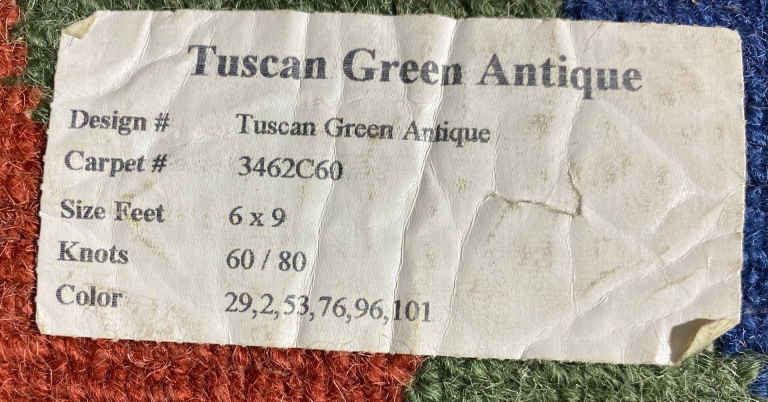 Tuscan Green Antique
Design # Tuscan Green Antique
Carpet # 3462C60
Size Feet 6 x 9
Knots 60 / 80
Color 29,2,53,76,96,101